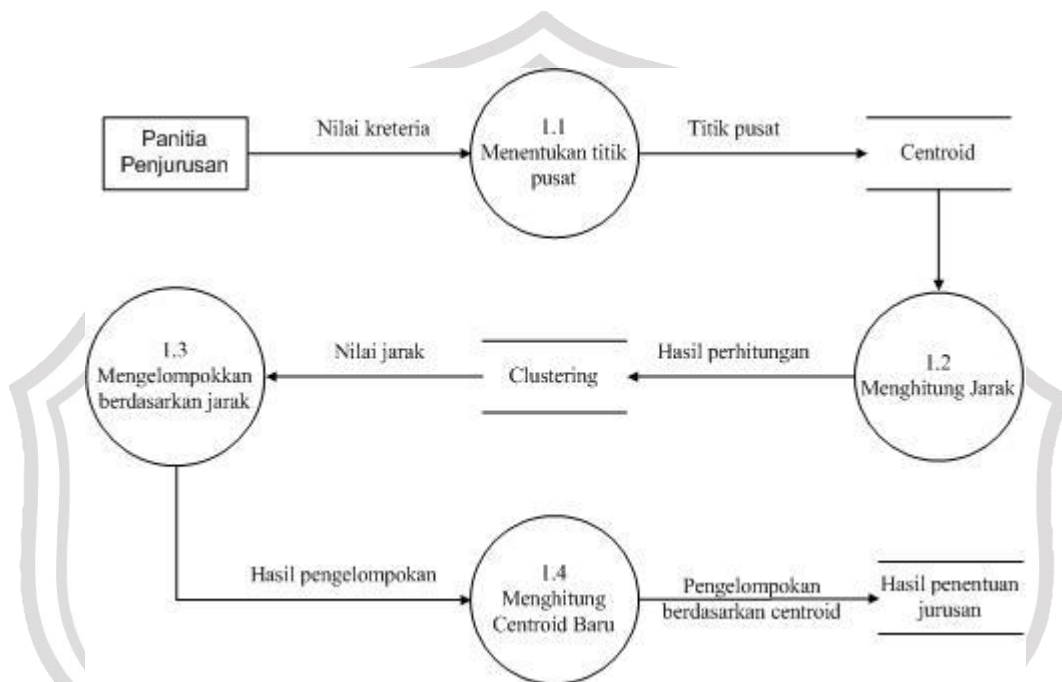 Panitia
Penjurusan
Nilai kreteria
1.1
Menentukan titik
pusat
Titik pusat
Centroid
1.3
Mengelompokkan
berdasarkan jarak
Nilai jarak
Clustering
Hasil perhitungan
1.2
Menghitung Jarak
Hasil pengelompokan
1.4
Menghitung
Centroid Baru
Pengelompokan
berdasarkan centroid
Hasil penentuan
jurusan